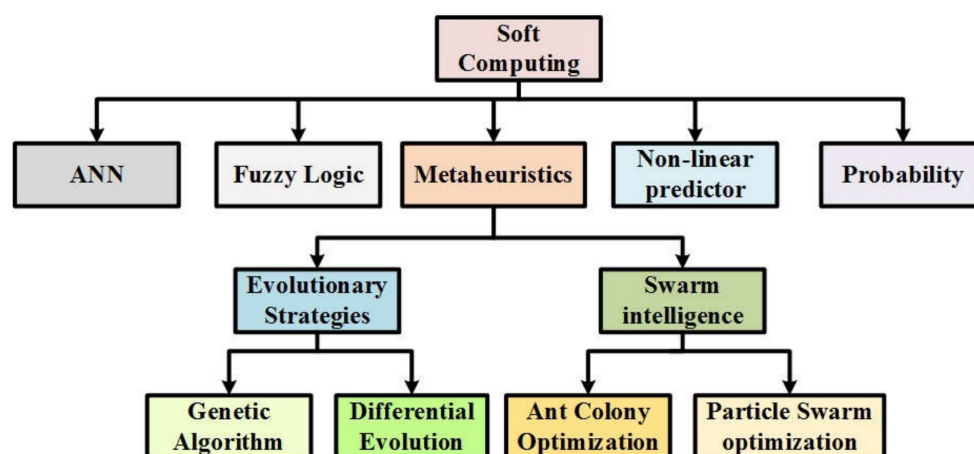 Soft
Computing
ANN
Fuzzy Logic
Metaheuristics
Non-linear
predictor
Probability
Evolutionary
Strategies
Swarm
intelligence
Genetic
Algorithm
Differential
Evolution
Ant Colony
Optimization
Particle Swarm
optimization